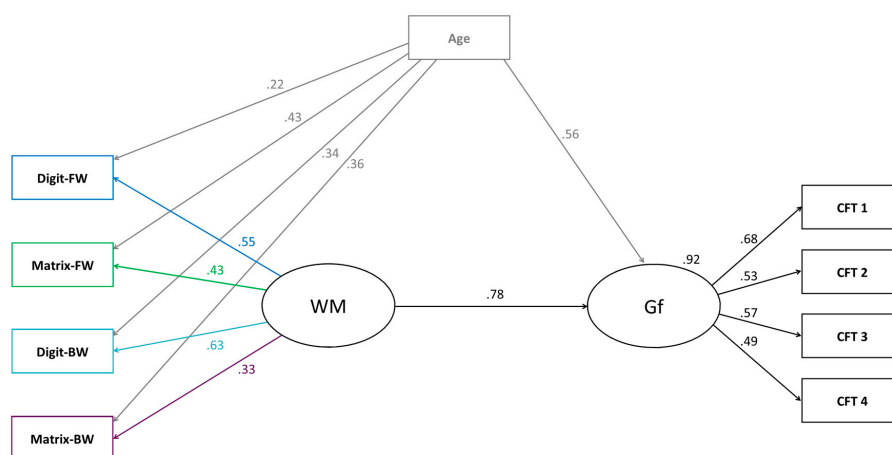 Age
.22
.43
.34
.36
.56
Digit-FW
Matrix-FW
Digit-BW
Matrix-BW
.55
.43
.63
.33
WM
.78
Gf
.92
.68
.53
.57
.49
CFT 1
CFT 2
CFT 3
CFT 4